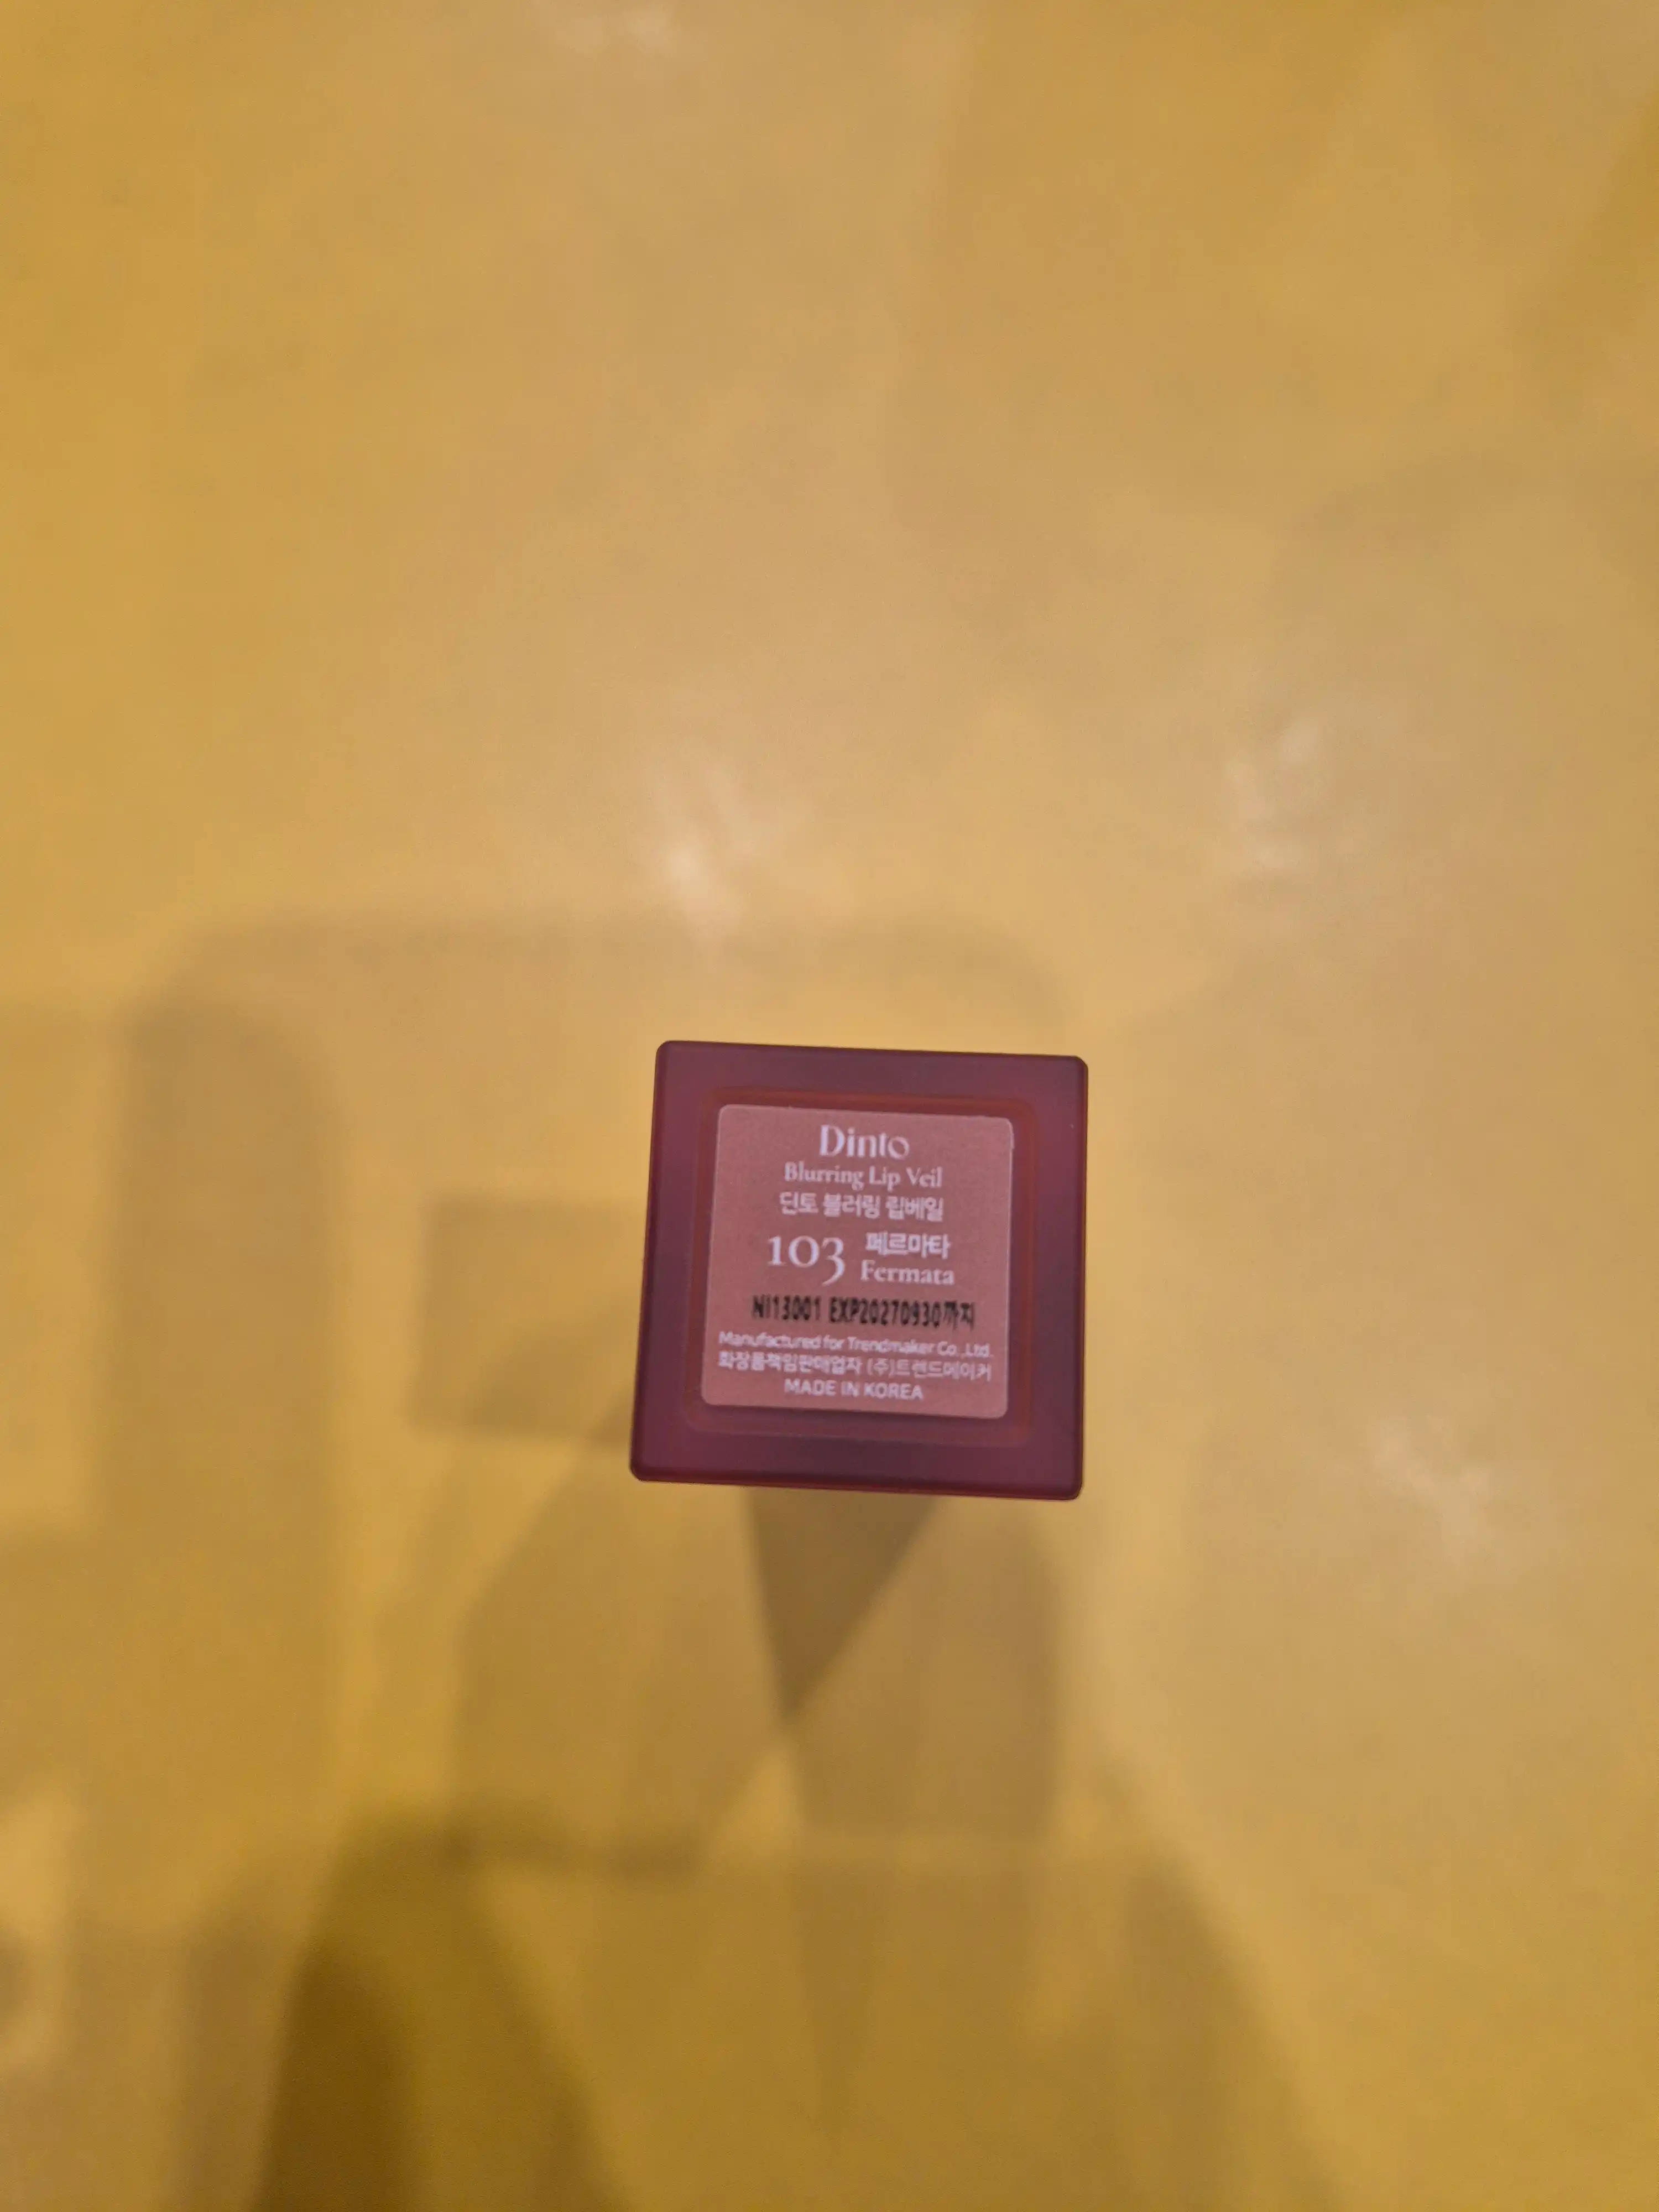 Dinto
Blurring Lip Veil
딘토 블러링 립베일
103 페르마타
Fermata
NI13001 EXP20270930까지
Manufactured for Trendmaker Co.,Ltd.
화장품책임판매업자 (주)트렌드메이커
MADE IN KOREA